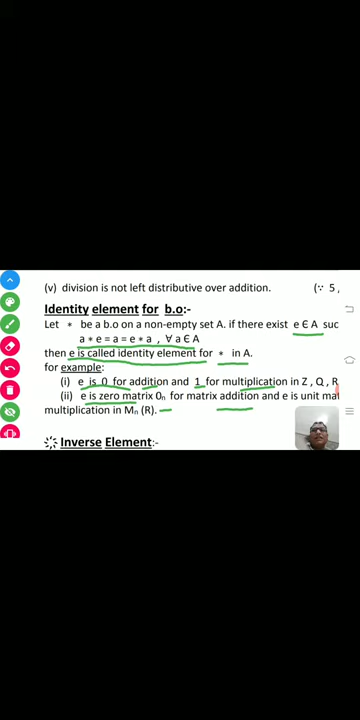 (v) division is not left distributive over addition. (∵ 5 ,
Identity element for b.o:-
Let * be a b.o on a non-empty set A. if there exist e Є A suc
a * e = a = e * a , ∀ a Є A
then e is called identity element for * in A.
for example:
(i) e is 0 for addition and 1 for multiplication in Z , Q , R
(ii) e is zero matrix 0ₙ for matrix addition and e is unit mat
multiplication in Mₙ (R).
Inverse Element:-